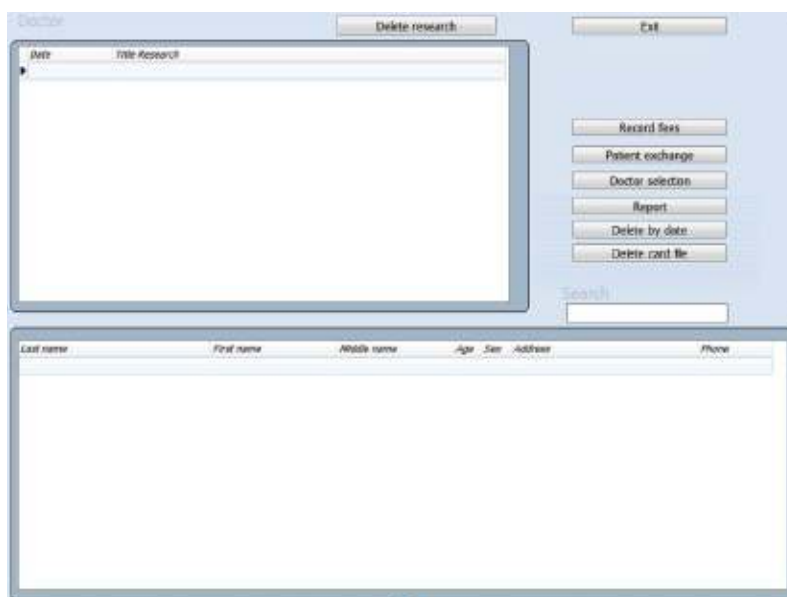 Doctor
Delete research
Exit
Date Title Research
Record fees
Patient exchange
Doctor selection
Report
Delete by date
Delete card file
Search
Last name First name Middle name Age Sex Address Phone